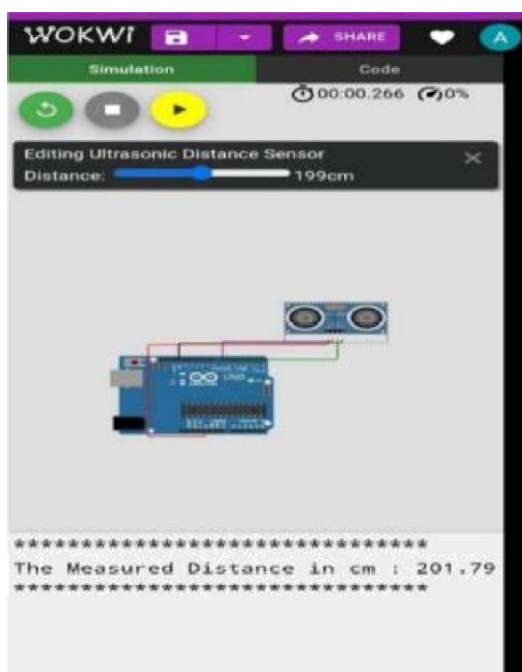 WOKWI SHARE A
Simulation Code
00:00.266 0%
Editing Ultrasonic Distance Sensor
Distance: 199cm
UNO
*******************************
The Measured Distance in cm : 201.79
*******************************